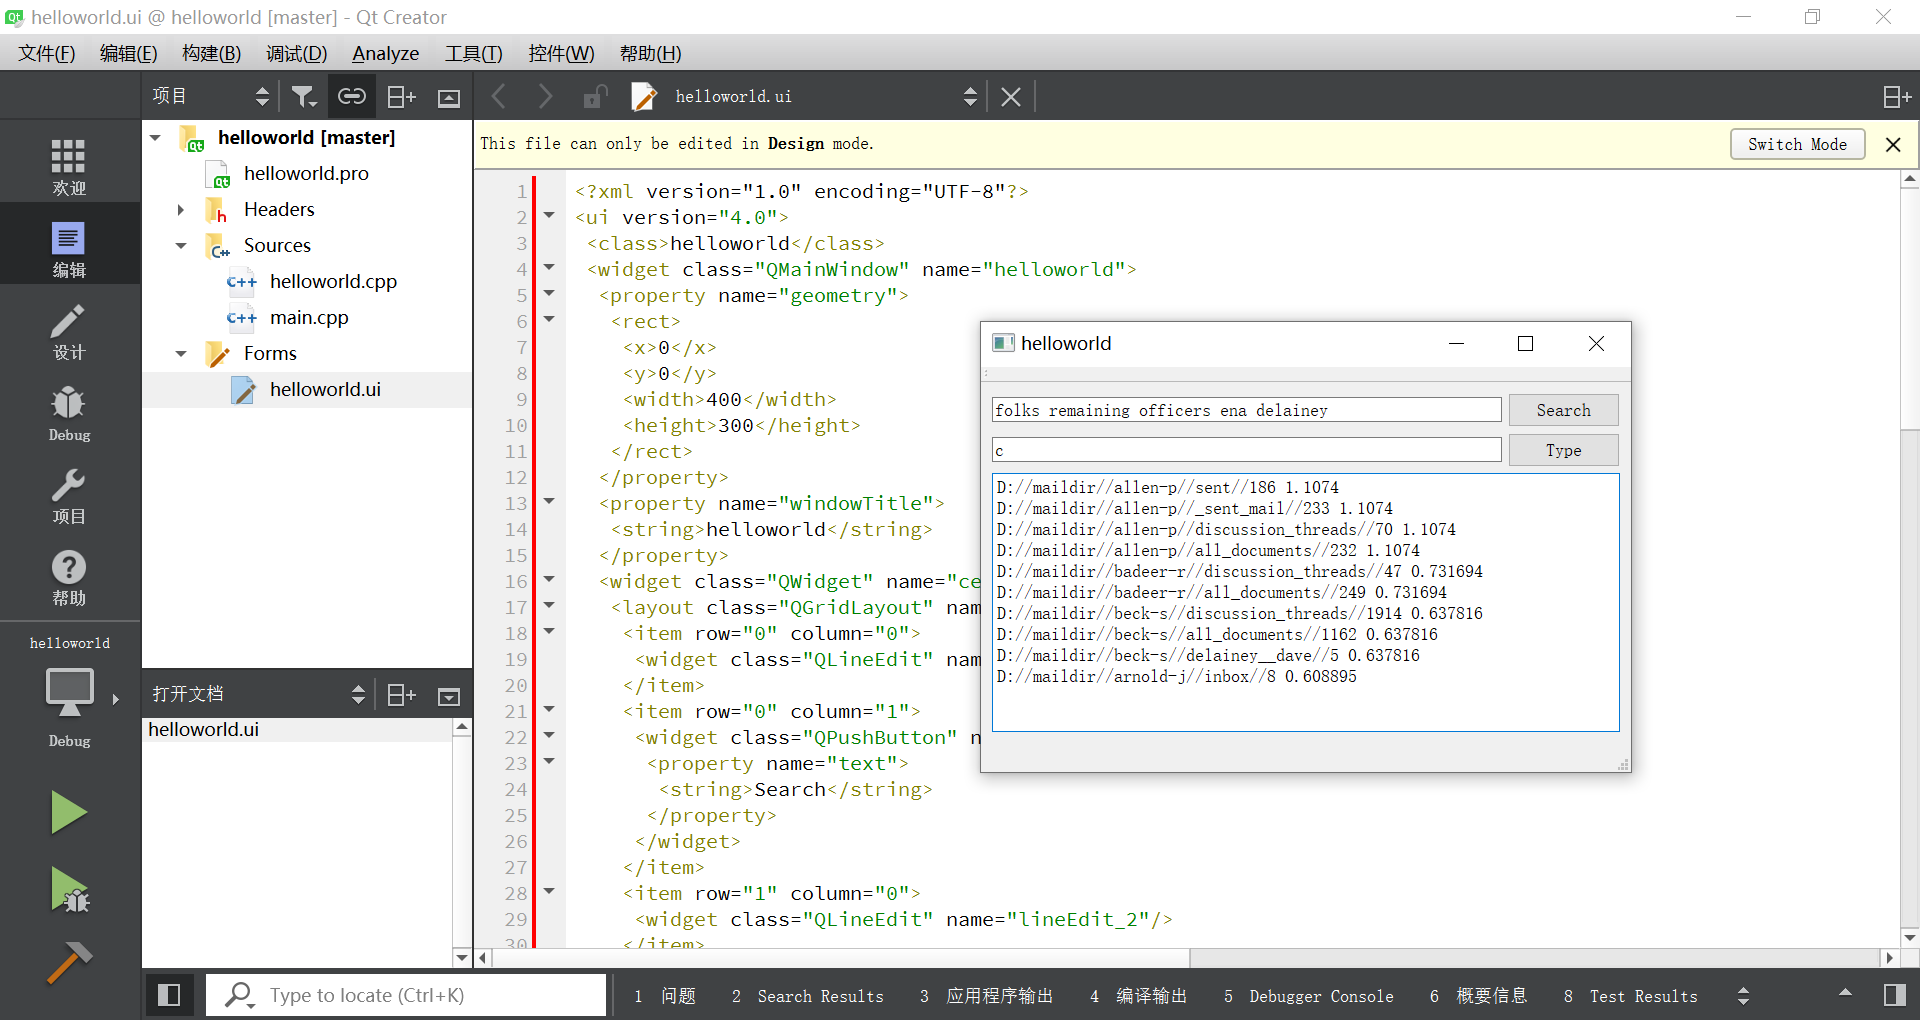 helloworld.ui @ helloworld [master] - Qt Creator
文件(F) 编辑(E) 构建(B) 调试(D) Analyze 工具(T) 控件(W) 帮助(H)
项目
helloworld.ui
欢迎
编辑
设计
Debug
项目
帮助
helloworld
Debug
helloworld [master]
helloworld.pro
Headers
Sources
helloworld.cpp
main.cpp
Forms
helloworld.ui
打开文档
helloworld.ui
This file can only be edited in Design mode.
Switch Mode
1 <?xml version="1.0" encoding="UTF-8"?>
2 <ui version="4.0">
3 <class>helloworld</class>
4 <widget class="QMainWindow" name="helloworld">
5 <property name="geometry">
6 <rect>
7 <x>0</x>
8 <y>0</y>
9 <width>400</width>
10 <height>300</height>
11 </rect>
12 </property>
13 <property name="windowTitle">
14 <string>helloworld</string>
15 </property>
16 <widget class="QWidget" name="ce
17 <layout class="QGridLayout" nam
18 <item row="0" column="0">
19 <widget class="QLineEdit" nam
20 </item>
21 <item row="0" column="1">
22 <widget class="QPushButton" n
23 <property name="text">
24 <string>Search</string>
25 </property>
26 </widget>
27 </item>
28 <item row="1" column="0">
29 <widget class="QLineEdit" name="lineEdit_2"/>
30 </item>
helloworld
folks remaining officers ena delainey
Search
c
Type
D://maildir//allen-p//sent//186 1.1074
D://maildir//allen-p//_sent_mail//233 1.1074
D://maildir//allen-p//discussion_threads//70 1.1074
D://maildir//allen-p//all_documents//232 1.1074
D://maildir//badeer-r//discussion_threads//47 0.731694
D://maildir//badeer-r//all_documents//249 0.731694
D://maildir//beck-s//discussion_threads//1914 0.637816
D://maildir//beck-s//all_documents//1162 0.637816
D://maildir//beck-s//delainey__dave//5 0.637816
D://maildir//arnold-j//inbox//8 0.608895
Type to locate (Ctrl+K)
1 问题 2 Search Results 3 应用程序输出 4 编译输出 5 Debugger Console 6 概要信息 8 Test Results